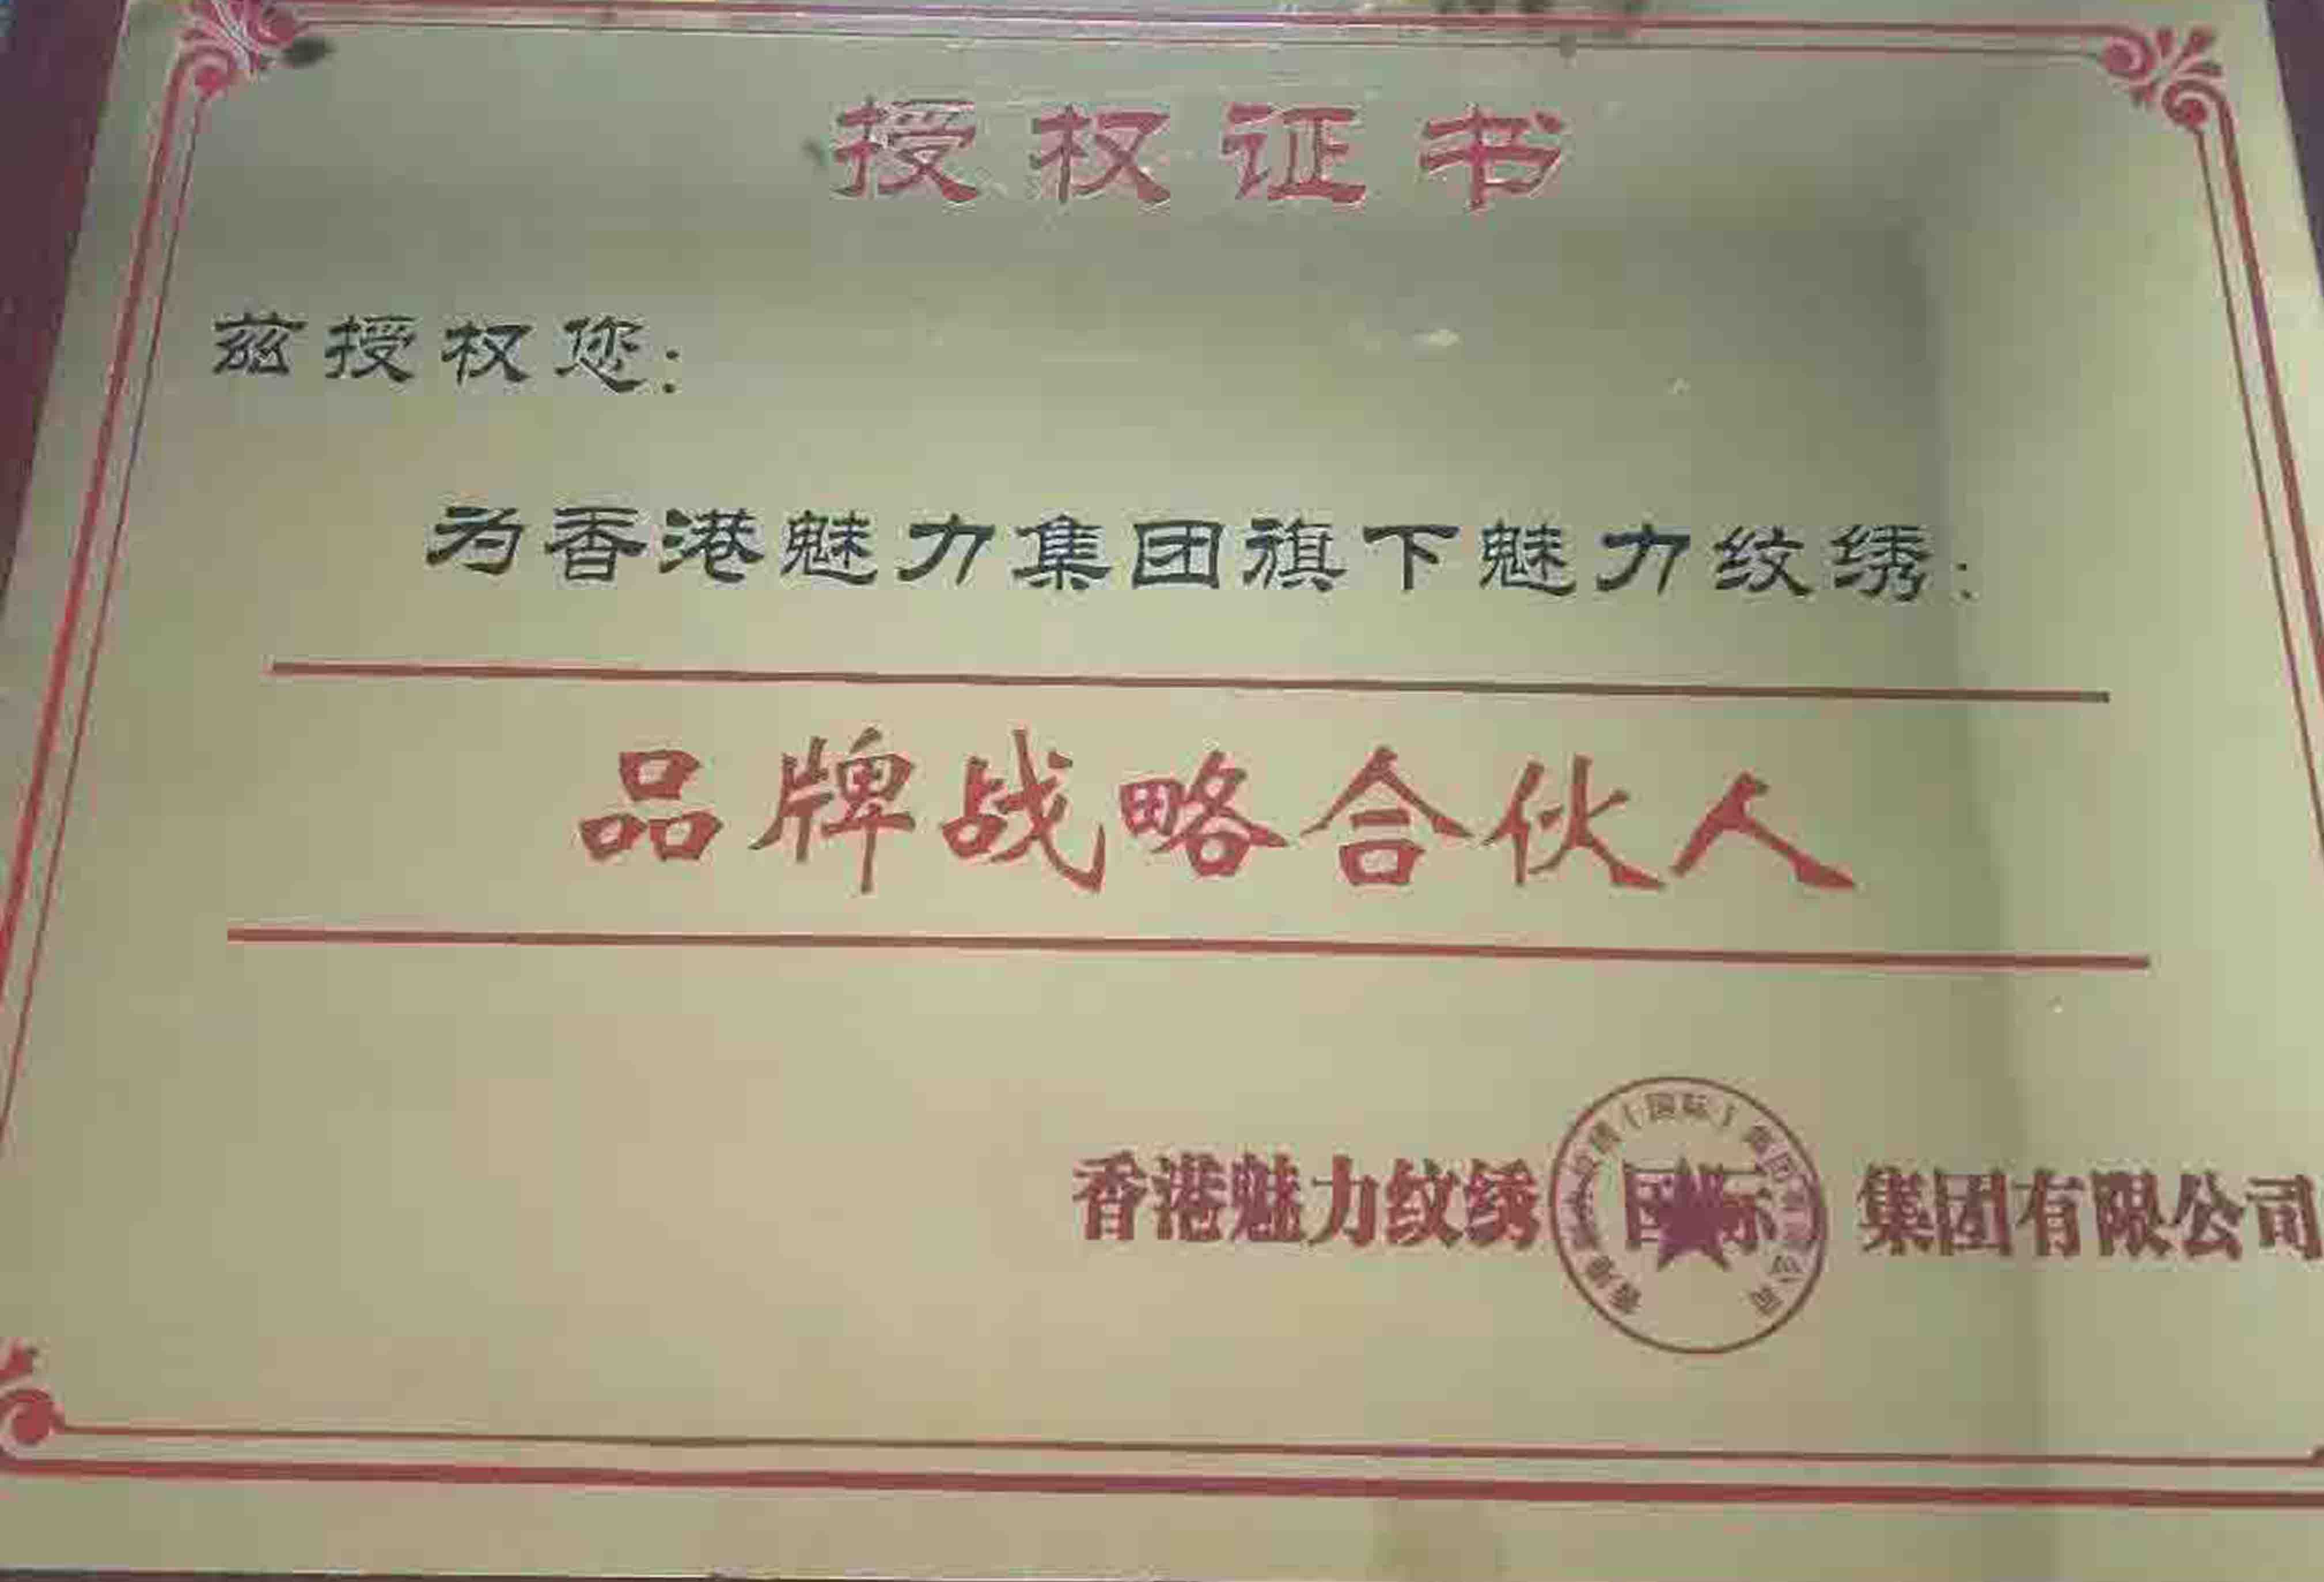 授权证书
兹授权您:
为香港魅力集团旗下魅力纹绣:
品牌战略合伙人
香港魅力纹绣国际集团有限公司